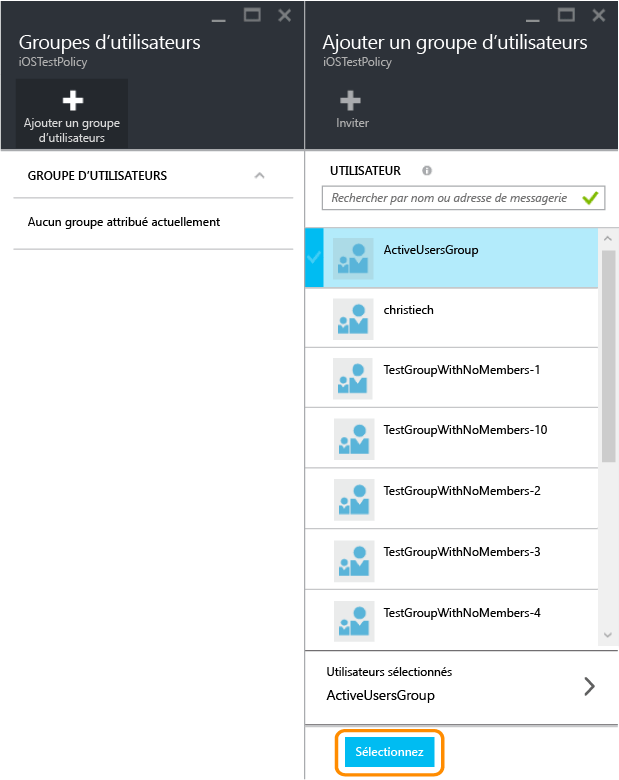 Groupes d'utilisateurs
iOSTestPolicy
Ajouter un groupe
d'utilisateurs
GROUPE D'UTILISATEURS
Aucun groupe attribué actuellement
Ajouter un groupe d'utilisateurs
iOSTestPolicy
Inviter
UTILISATEUR
Rechercher par nom ou adresse de messagerie
ActiveUsersGroup
christiech
TestGroupWithNoMembers-1
TestGroupWithNoMembers-10
TestGroupWithNoMembers-2
TestGroupWithNoMembers-3
TestGroupWithNoMembers-4
Utilisateurs sélectionnés
ActiveUsersGroup
Sélectionnez